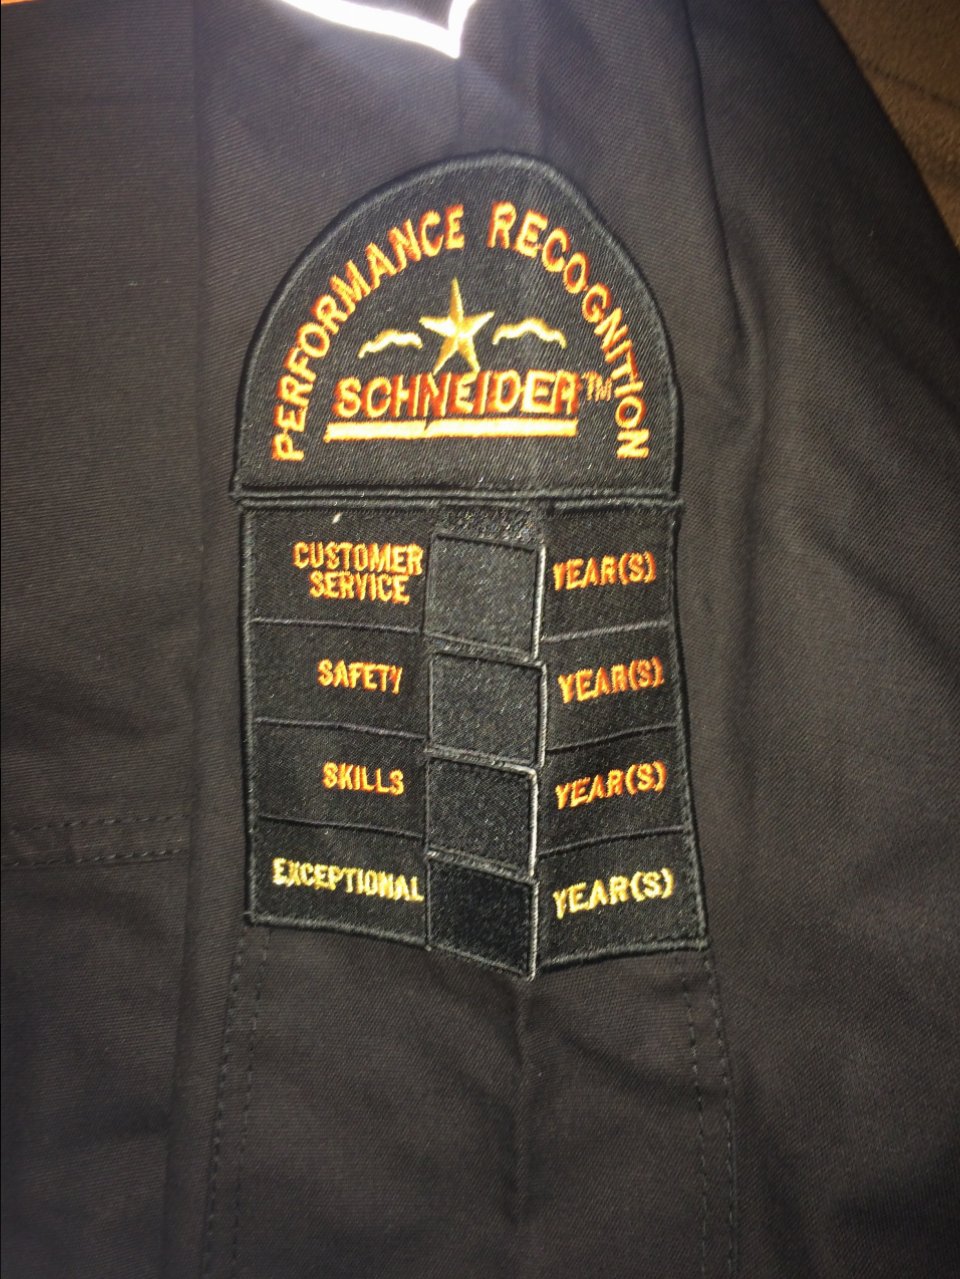 PERFORMANCE RECOGNITION
SCHNEIDER™
CUSTOMER
SERVICE
YEAR(S)
SAFETY
YEAR(S)
SKILLS
YEAR(S)
EXCEPTIONAL
YEAR(S)